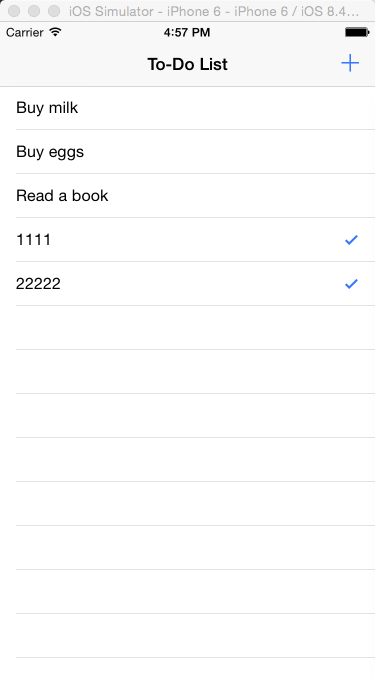 iOS Simulator - iPhone 6 - iPhone 6 / iOS 8.4...
Carrier 4:57 PM
To-Do List
Buy milk
Buy eggs
Read a book
1111
22222